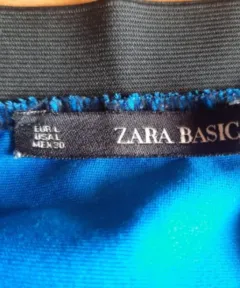 EUR L
USA L
MEX 30
ZARA BASIC